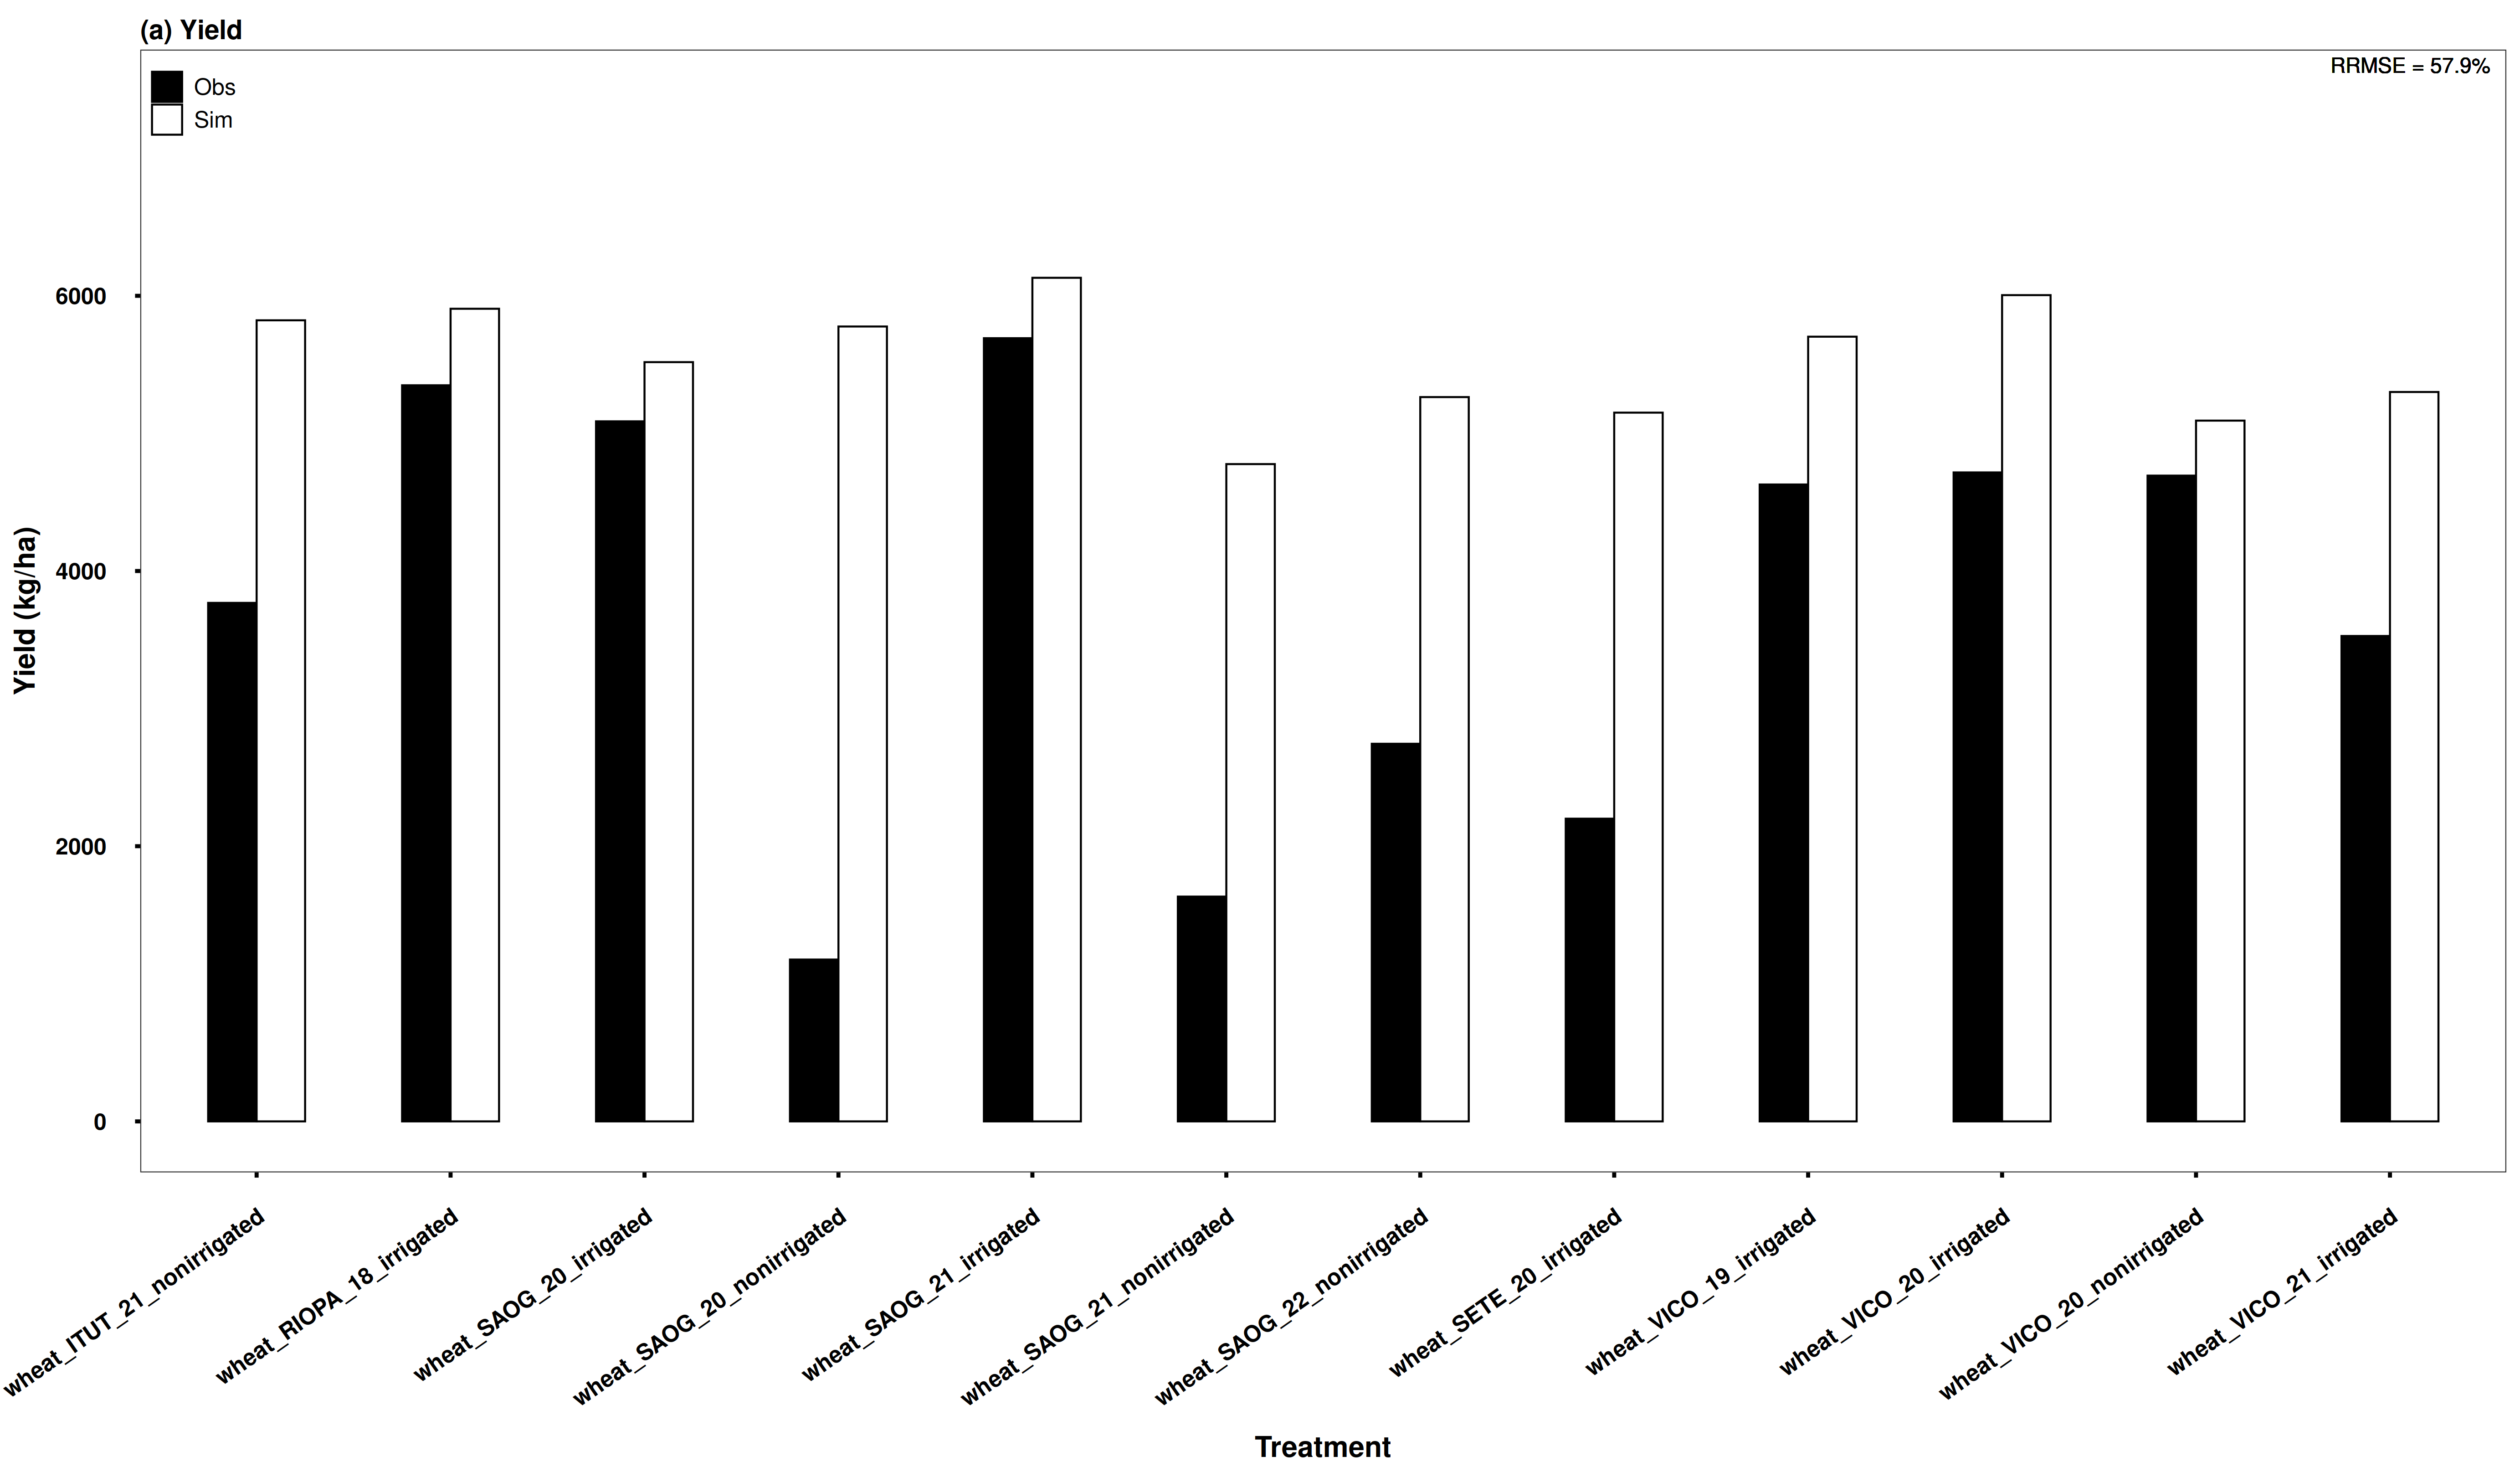 (a) Yield
RRMSE = 57.9%
Obs
Sim
Yield (kg/ha)
6000
4000
2000
0
wheat_ITUT_21_nonirrigated
wheat_RIOPA_18_irrigated
wheat_SAOG_20_irrigated
wheat_SAOG_20_nonirrigated
wheat_SAOG_21_irrigated
wheat_SAOG_21_nonirrigated
wheat_SAOG_22_nonirrigated
wheat_SETE_20_irrigated
wheat_VICO_19_irrigated
wheat_VICO_20_irrigated
wheat_VICO_20_nonirrigated
wheat_VICO_21_irrigated
Treatment